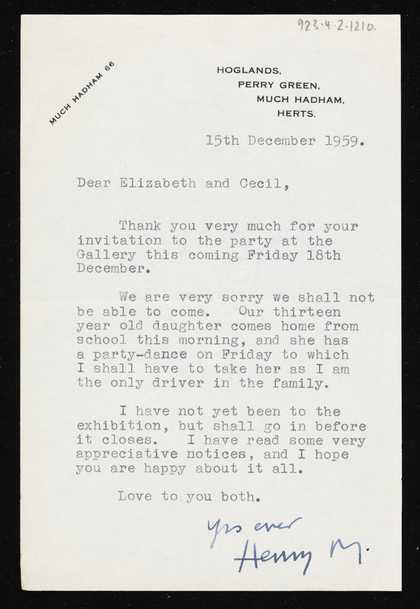 923.4.2.1210.
MUCH HADHAM 66
HOGLANDS,
PERRY GREEN,
MUCH HADHAM,
HERTS.
15th December 1959.
Dear Elizabeth and Cecil,
Thank you very much for your
invitation to the party at the
Gallery this coming Friday 18th
December.
We are very sorry we shall not
be able to come.   Our thirteen
year old daughter comes home from
school this morning, and she has
a party-dance on Friday to which
I shall have to take her as I am
the only driver in the family.
I have not yet been to the
exhibition, but shall go in before
it closes.   I have read some very
appreciative notices, and I hope
you are happy about it all.
Love to you both.
Yrs ever
Henry M.